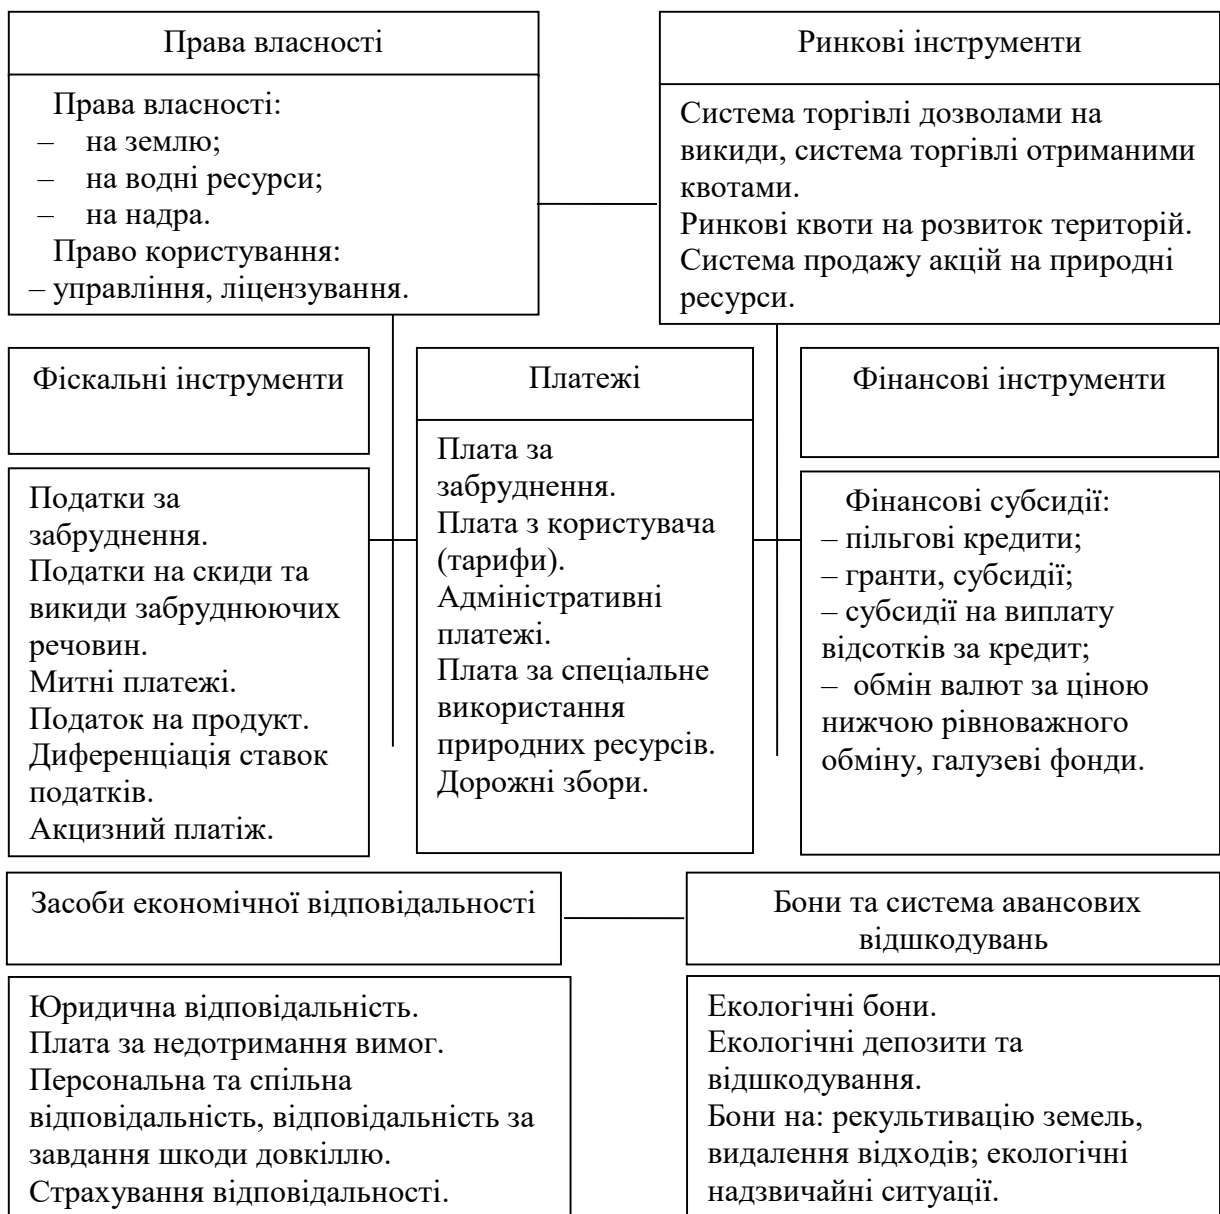 Права власності
Права власності:
– на землю;
– на водні ресурси;
– на надра.
Право користування:
– управління, ліцензування.
Ринкові інструменти
Система торгівлі дозволами на
викиди, система торгівлі отриманими
квотами.
Ринкові квоти на розвиток територій.
Система продажу акцій на природні
ресурси.
Фіскальні інструменти
Податки за
забруднення.
Податки на скиди та
викиди забруднюючих
речовин.
Митні платежі.
Податок на продукт.
Диференціація ставок
податків.
Акцизний платіж.
Платежі
Плата за
забруднення.
Плата з користувача
(тарифи).
Адміністративні
платежі.
Плата за спеціальне
використання
природних ресурсів.
Дорожні збори.
Фінансові інструменти
Фінансові субсидії:
– пільгові кредити;
– гранти, субсидії;
– субсидії на виплату
відсотків за кредит;
– обмін валют за ціною
нижчою рівноважного
обміну, галузеві фонди.
Засоби економічної відповідальності
Юридична відповідальність.
Плата за недотримання вимог.
Персональна та спільна
відповідальність, відповідальність за
завдання шкоди довкіллю.
Страхування відповідальності.
Бони та система авансових
відшкодувань
Екологічні бони.
Екологічні депозити та
відшкодування.
Бони на: рекультивацію земель,
видалення відходів; екологічні
надзвичайні ситуації.